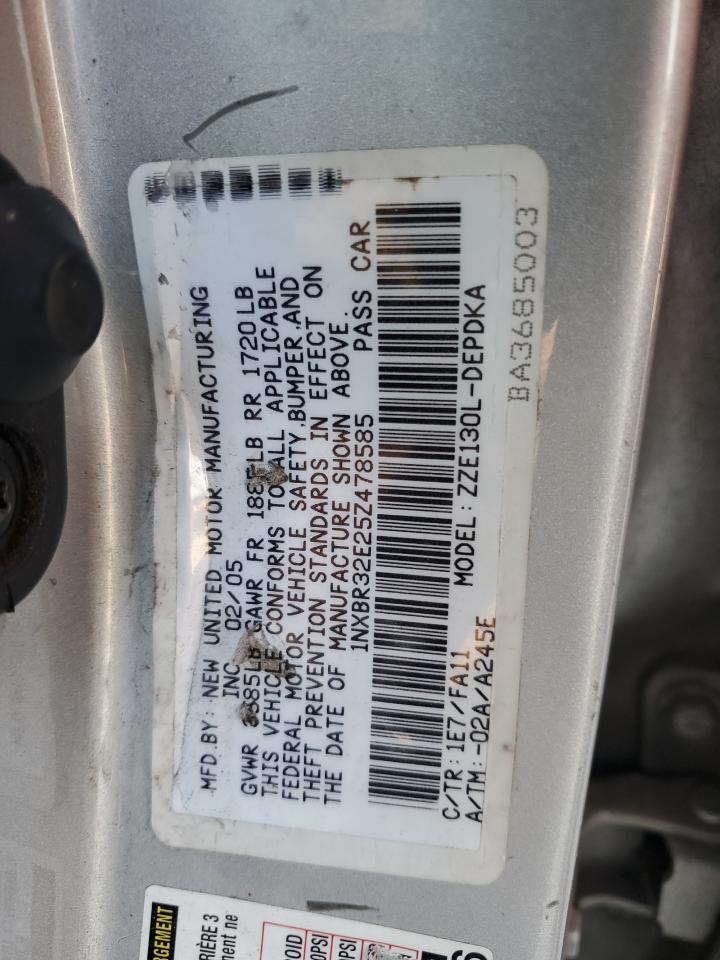 MFD.BY: NEW UNITED MOTOR MANUFACTURING
INC. 02/05
GVWR GAWR FR LB RR 1720LB
THIS VEHICLE CONFORMS TO ALL APPLICABLE
FEDERAL MOTOR VEHICLE SAFETY,BUMPER,AND
THEFT PREVENTION STANDARDS IN EFFECT ON
THE DATE OF MANUFACTURE SHOWN ABOVE.
1NXBR32E25Z478585 PASS CAR
C/TR: 1E7/FA11 MODEL: ZZE130L-DEPDKA
A/TM: -02A/A245E
BA3685003